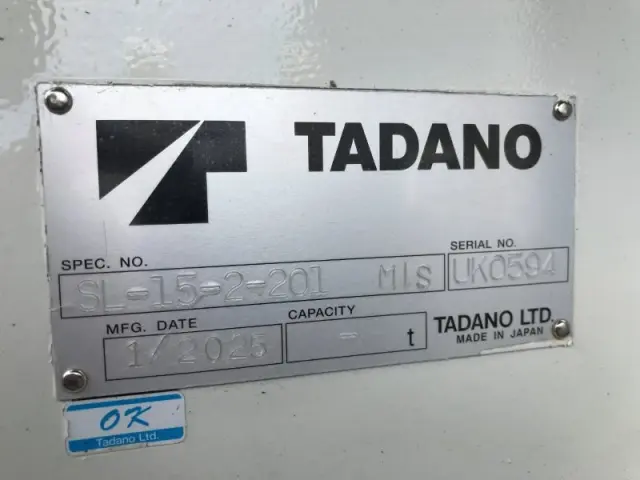 TADANO
SPEC. NO.
SL-15-2-201 M1S
SERIAL NO.
UK0594
MFG. DATE
1/2025
CAPACITY
- t
TADANO LTD.
MADE IN JAPAN
OK
Tadano Ltd.